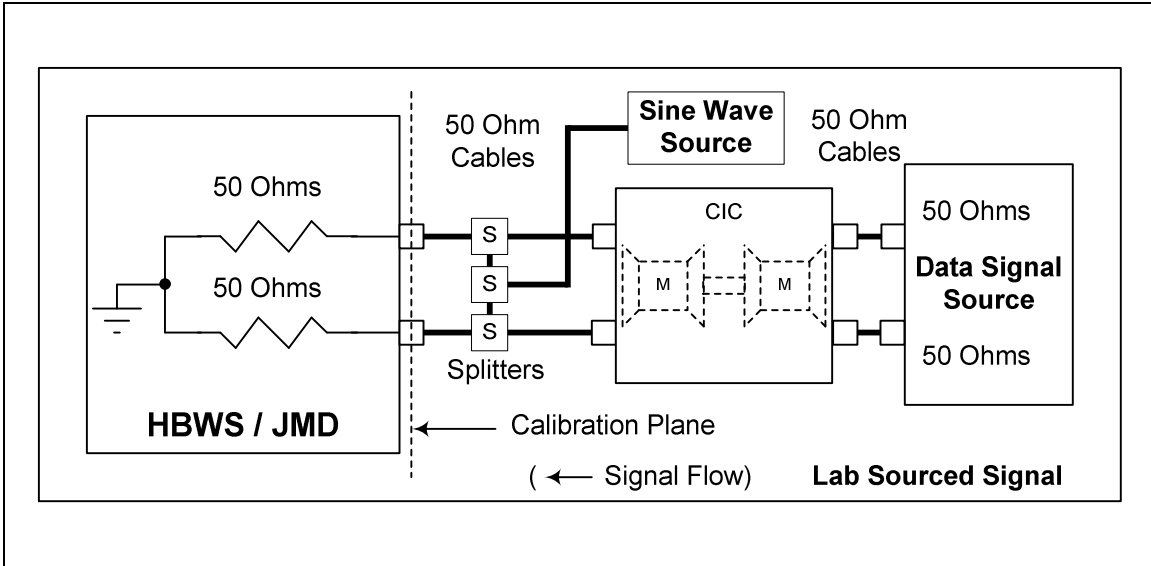 50 Ohms
50 Ohms
HBWS / JMD
50 Ohm
Cables
S
S
S
Splitters
Sine Wave
Source
CIC
M
M
50 Ohm
Cables
50 Ohms
Data Signal
Source
50 Ohms
Calibration Plane
( Signal Flow)
Lab Sourced Signal